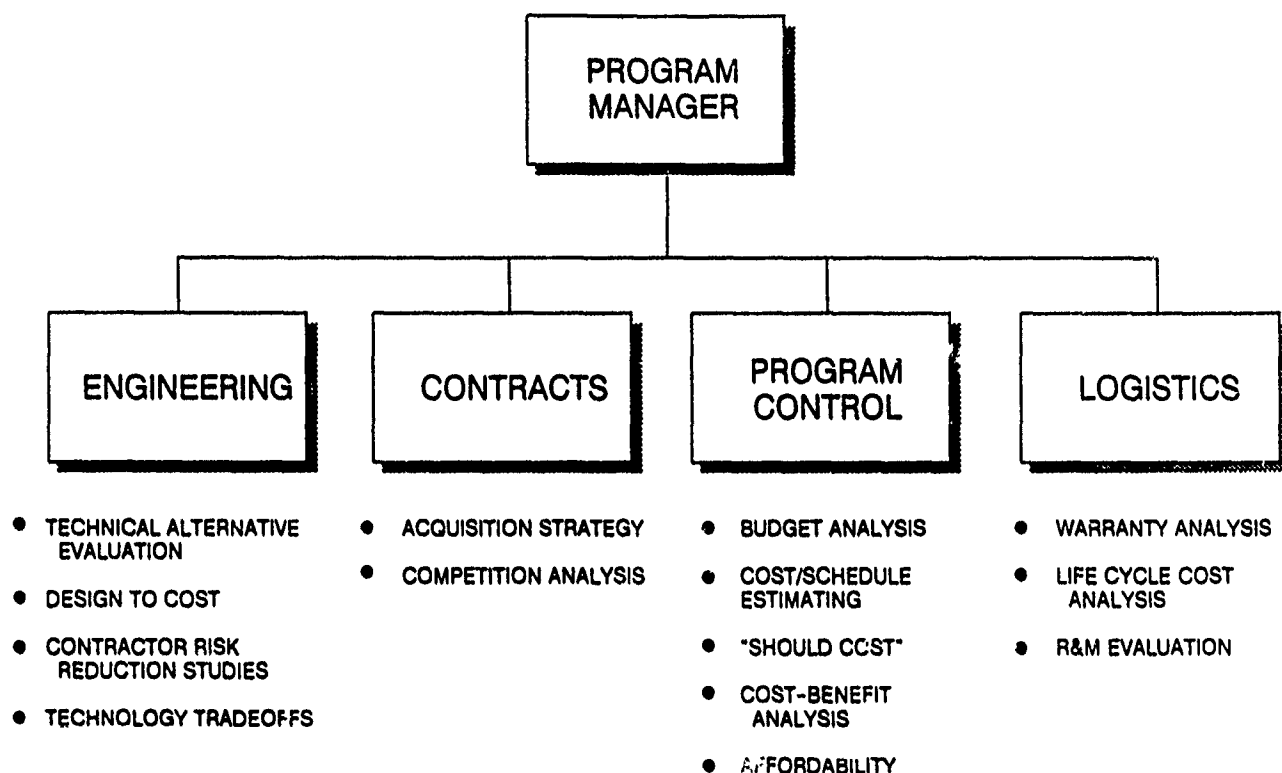 PROGRAM
MANAGER
ENGINEERING
CONTRACTS
PROGRAM
CONTROL
LOGISTICS
● TECHNICAL ALTERNATIVE
EVALUATION
● DESIGN TO COST
● CONTRACTOR RISK
REDUCTION STUDIES
● TECHNOLOGY TRADEOFFS
● ACQUISITION STRATEGY
● COMPETITION ANALYSIS
● BUDGET ANALYSIS
● COST/SCHEDULE
ESTIMATING
● "SHOULD COST"
● COST-BENEFIT
ANALYSIS
● AFFORDABILITY
● WARRANTY ANALYSIS
● LIFE CYCLE COST
ANALYSIS
● R&M EVALUATION